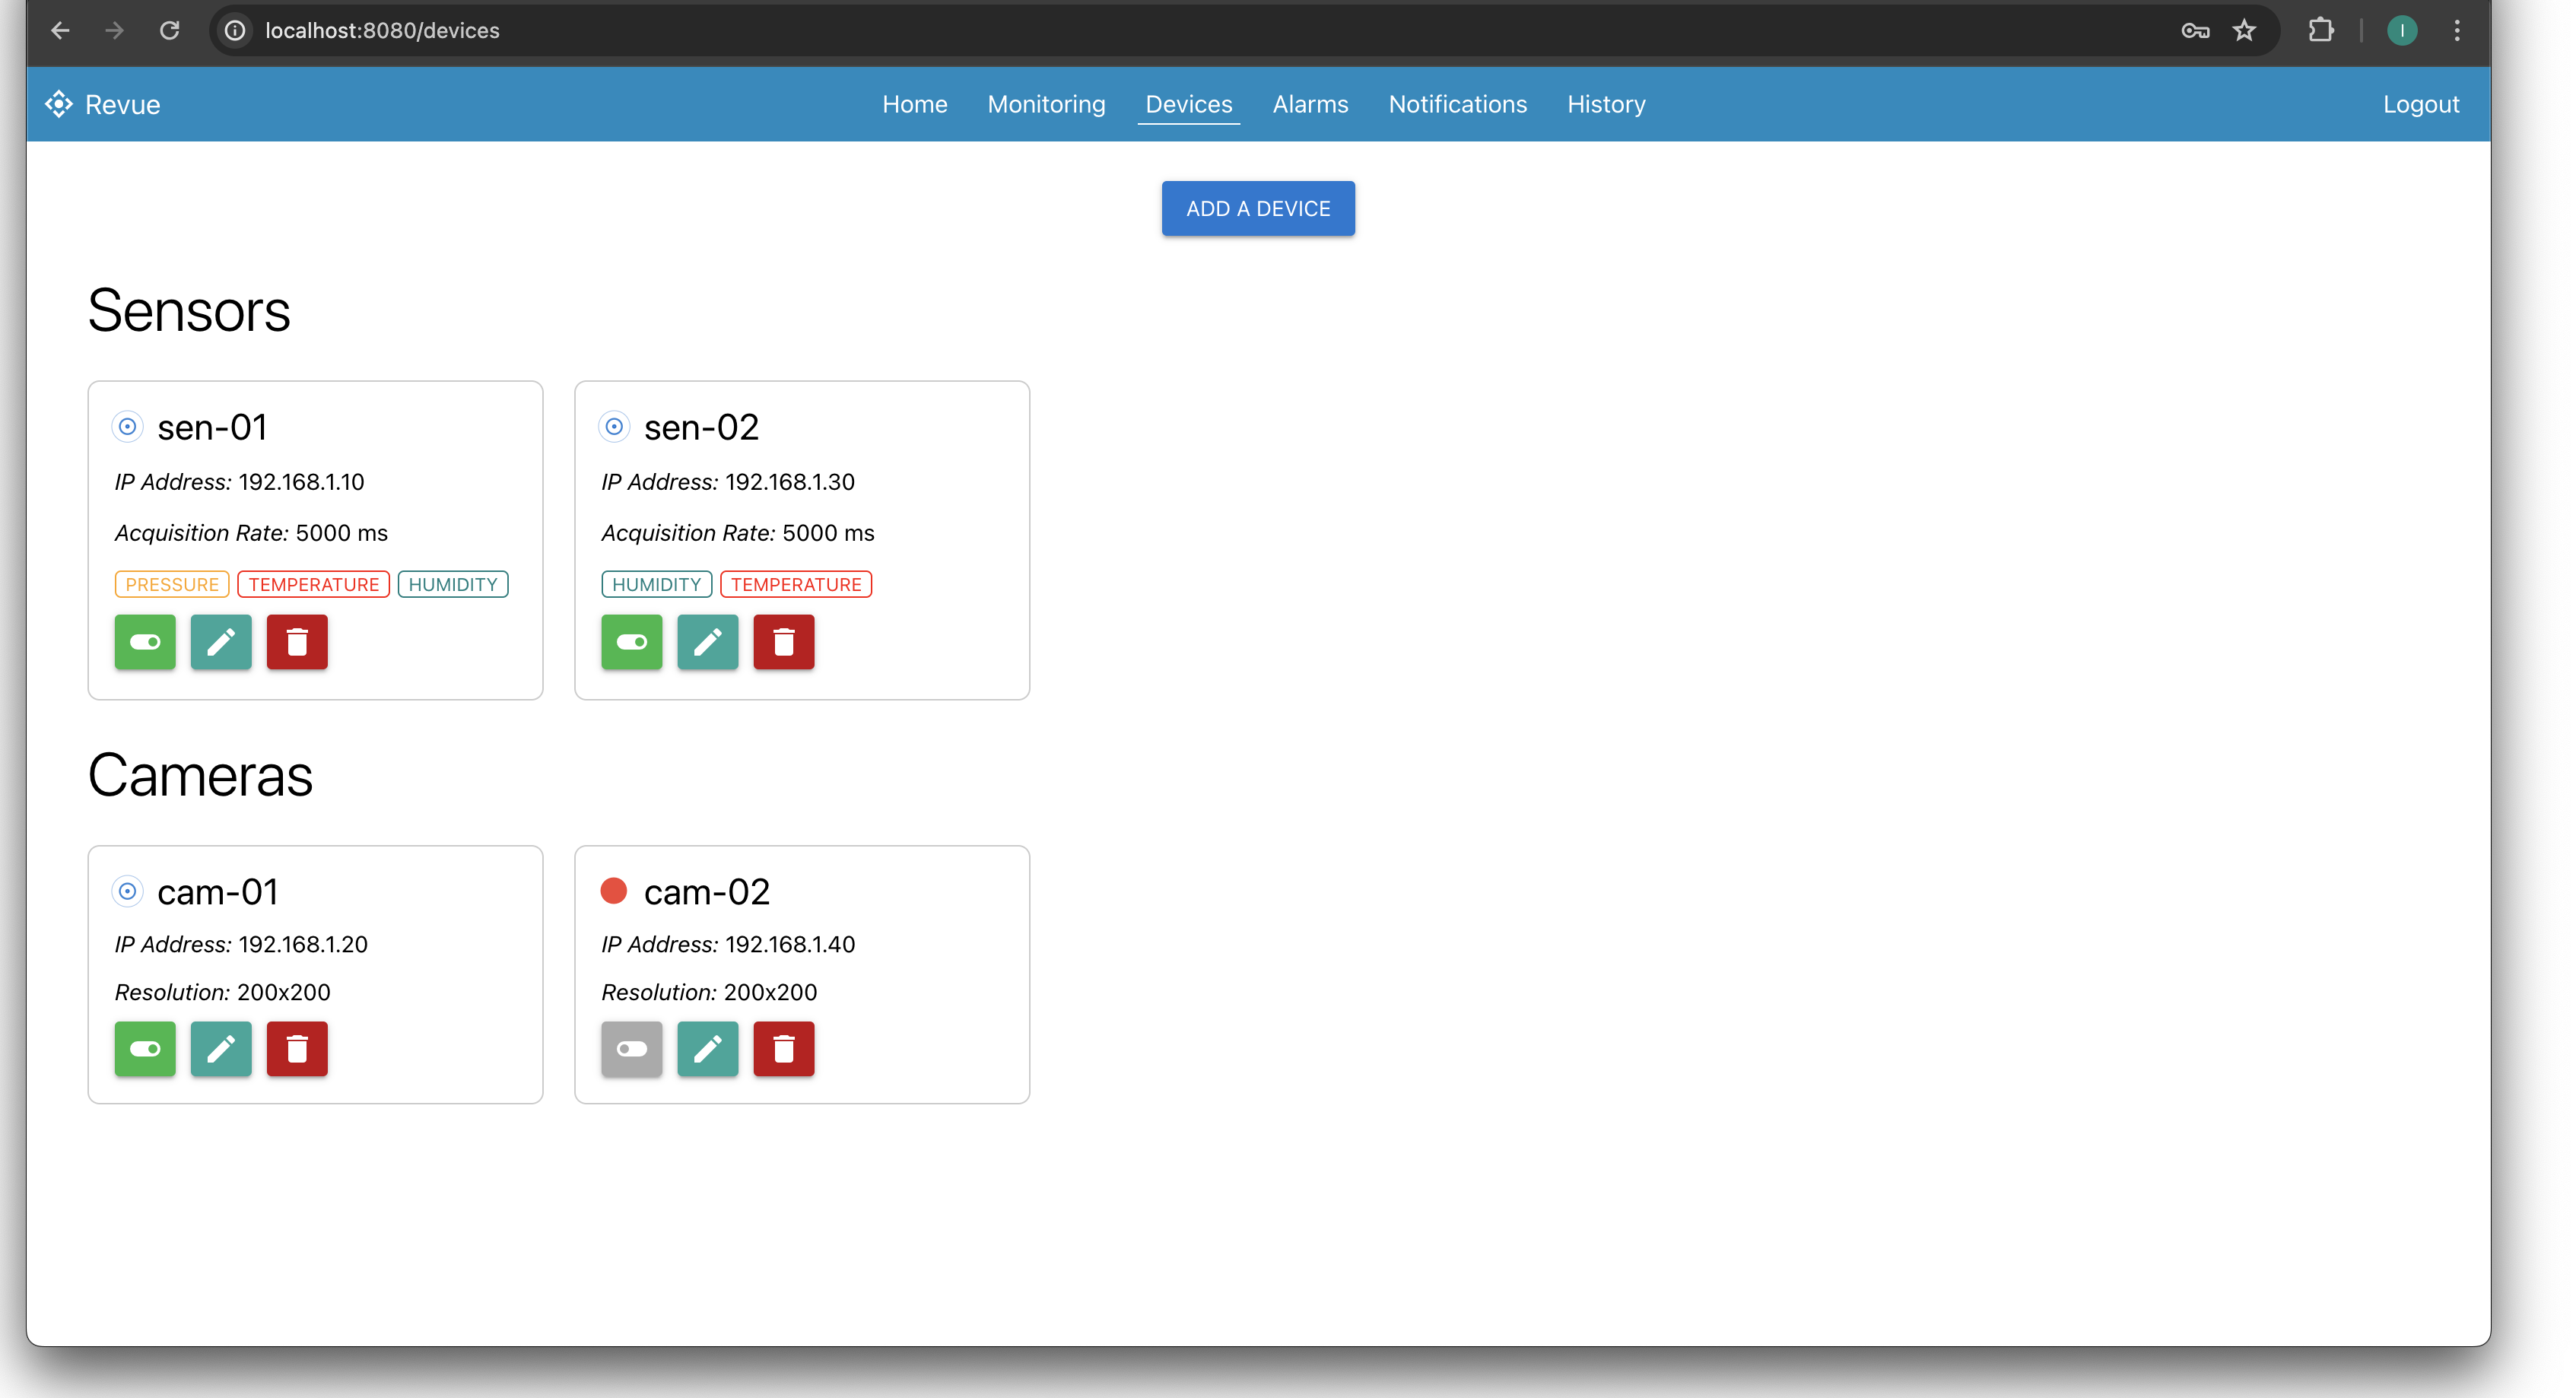 localhost:8080/devices
I
Revue Home Monitoring Devices Alarms Notifications History Logout
ADD A DEVICE
Sensors
sen-01
IP Address: 192.168.1.10
Acquisition Rate: 5000 ms
PRESSURE TEMPERATURE HUMIDITY
sen-02
IP Address: 192.168.1.30
Acquisition Rate: 5000 ms
HUMIDITY TEMPERATURE
Cameras
cam-01
IP Address: 192.168.1.20
Resolution: 200x200
cam-02
IP Address: 192.168.1.40
Resolution: 200x200